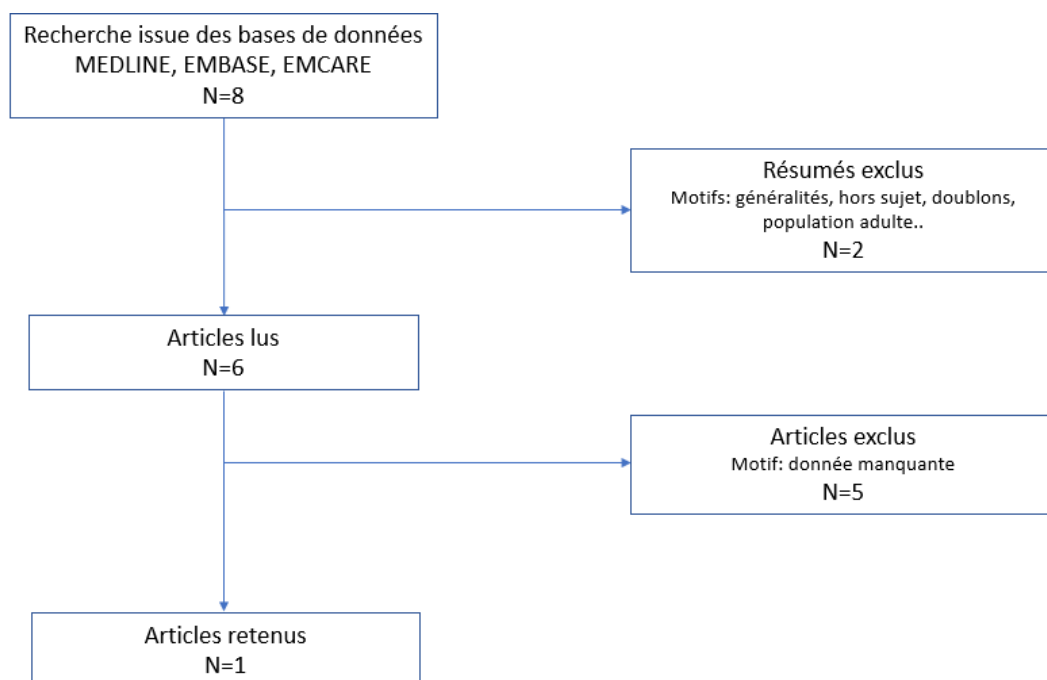 Recherche issue des bases de données
MEDLINE, EMBASE, EMCARE
N=8
Résumés exclus
Motifs: généralités, hors sujet, doublons,
population adulte..
N=2
Articles lus
N=6
Articles exclus
Motif: donnée manquante
N=5
Articles retenus
N=1